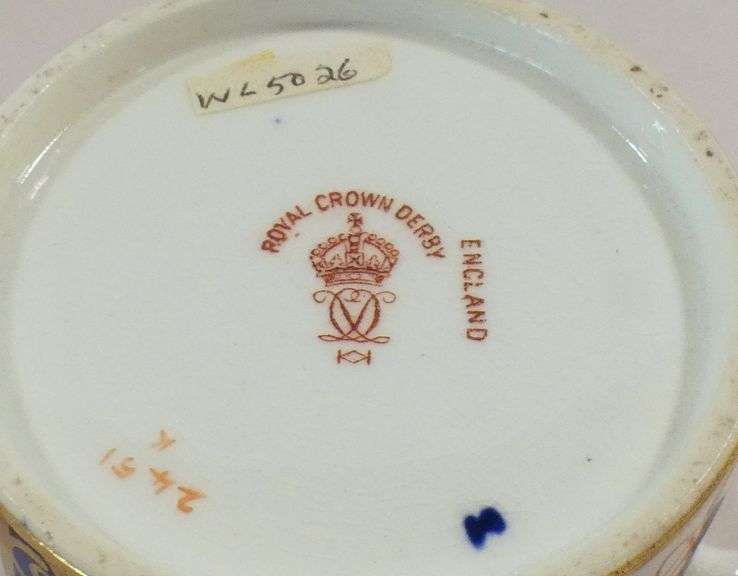 WL5026
ROYAL CROWN DERBY
ENGLAND
2451
K